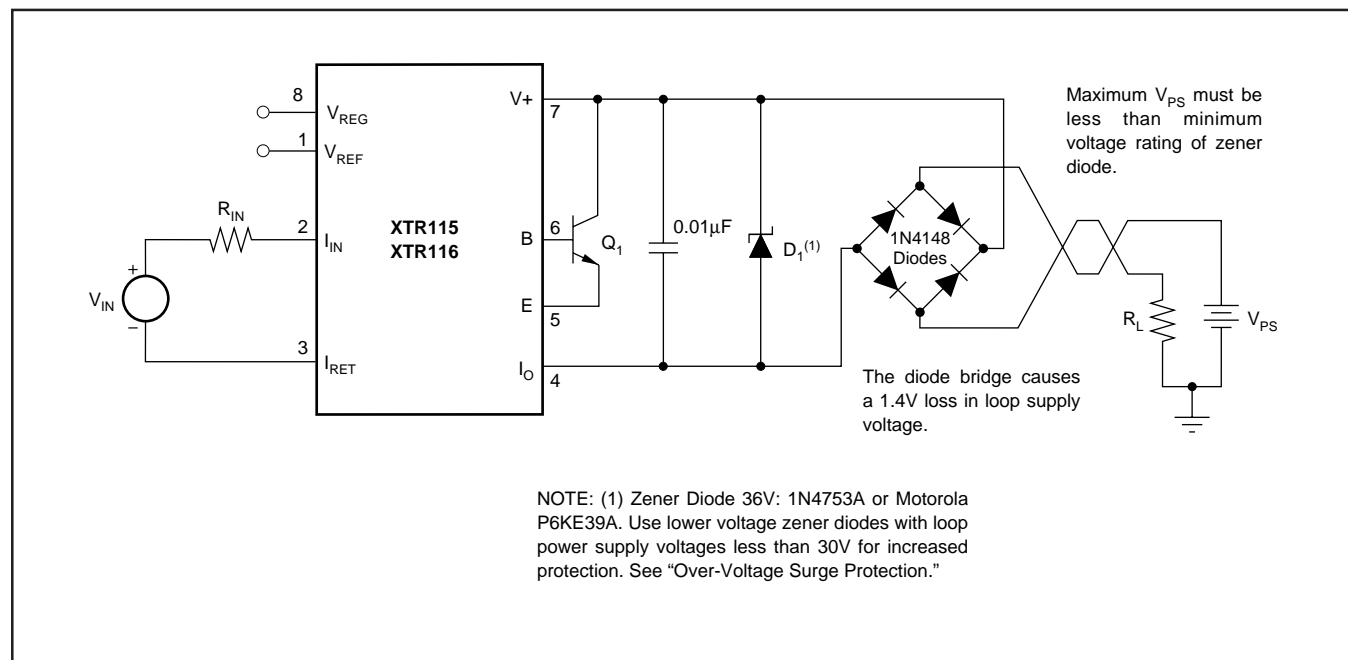 8
V_REG
1
V_REF
R_IN
2
I_IN
V_IN
+
–
3
I_RET
XTR115
XTR116
V+
7
B
6
Q_1
E
5
I_O
4
0.01µF
D_1^(1)
1N4148
Diodes
Maximum V_PS must be
less than minimum
voltage rating of zener
diode.
R_L
V_PS
The diode bridge causes
a 1.4V loss in loop supply
voltage.
NOTE: (1) Zener Diode 36V: 1N4753A or Motorola
P6KE39A. Use lower voltage zener diodes with loop
power supply voltages less than 30V for increased
protection. See “Over-Voltage Surge Protection.”